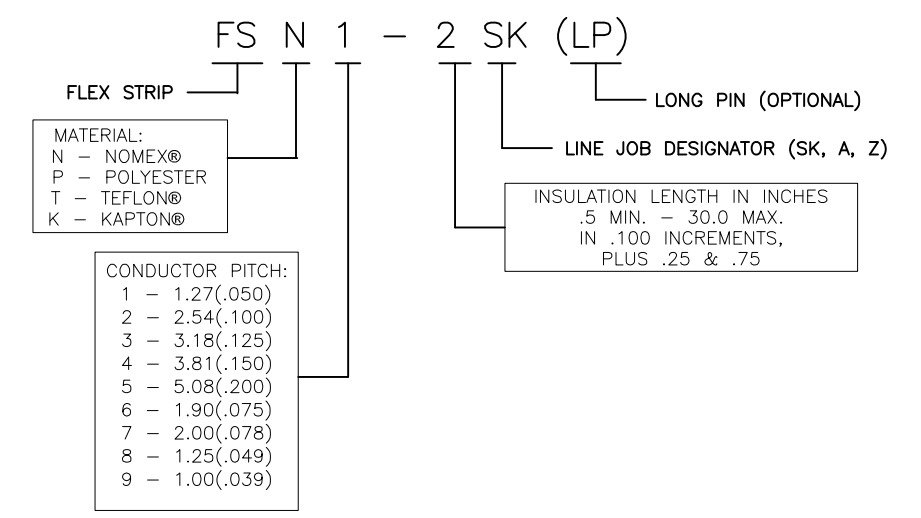 FS N 1 - 2 SK (LP)
FLEX STRIP
LONG PIN (OPTIONAL)
MATERIAL:
N - NOMEX®
P - POLYESTER
T - TEFLON®
K - KAPTON®
LINE JOB DESIGNATOR (SK, A, Z)
INSULATION LENGTH IN INCHES
.5 MIN. - 30.0 MAX.
IN .100 INCREMENTS,
PLUS .25 & .75
CONDUCTOR PITCH:
1 - 1.27(.050)
2 - 2.54(.100)
3 - 3.18(.125)
4 - 3.81(.150)
5 - 5.08(.200)
6 - 1.90(.075)
7 - 2.00(.078)
8 - 1.25(.049)
9 - 1.00(.039)